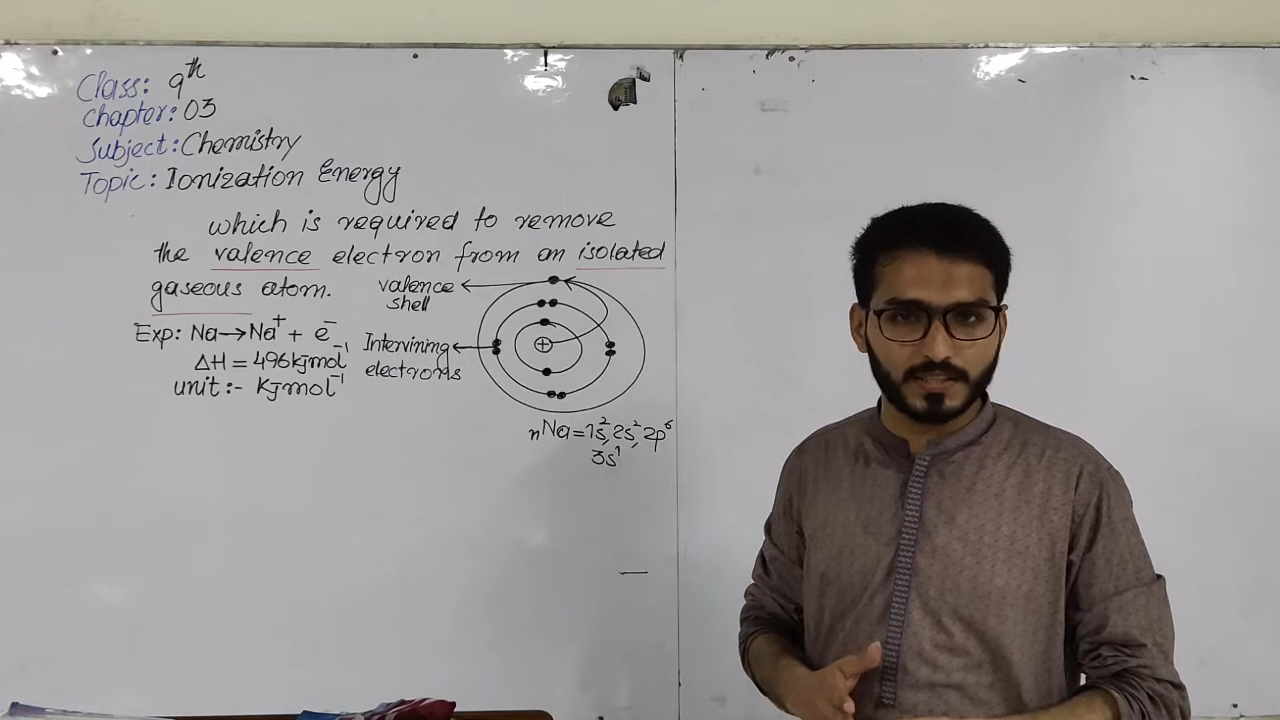 Class: 9th
Chapter: 03
Subject: Chemistry
Topic: Ionization Energy
which is required to remove
the valence electron from an isolated
gaseous atom.
valence
shell
Exp: Na→Na⁺ + e⁻
ΔH = 496kjmol⁻¹
unit:- Kjmol⁻¹
Intervining
electrons
+
11Na=1s²,2s²,2p⁶
3s¹